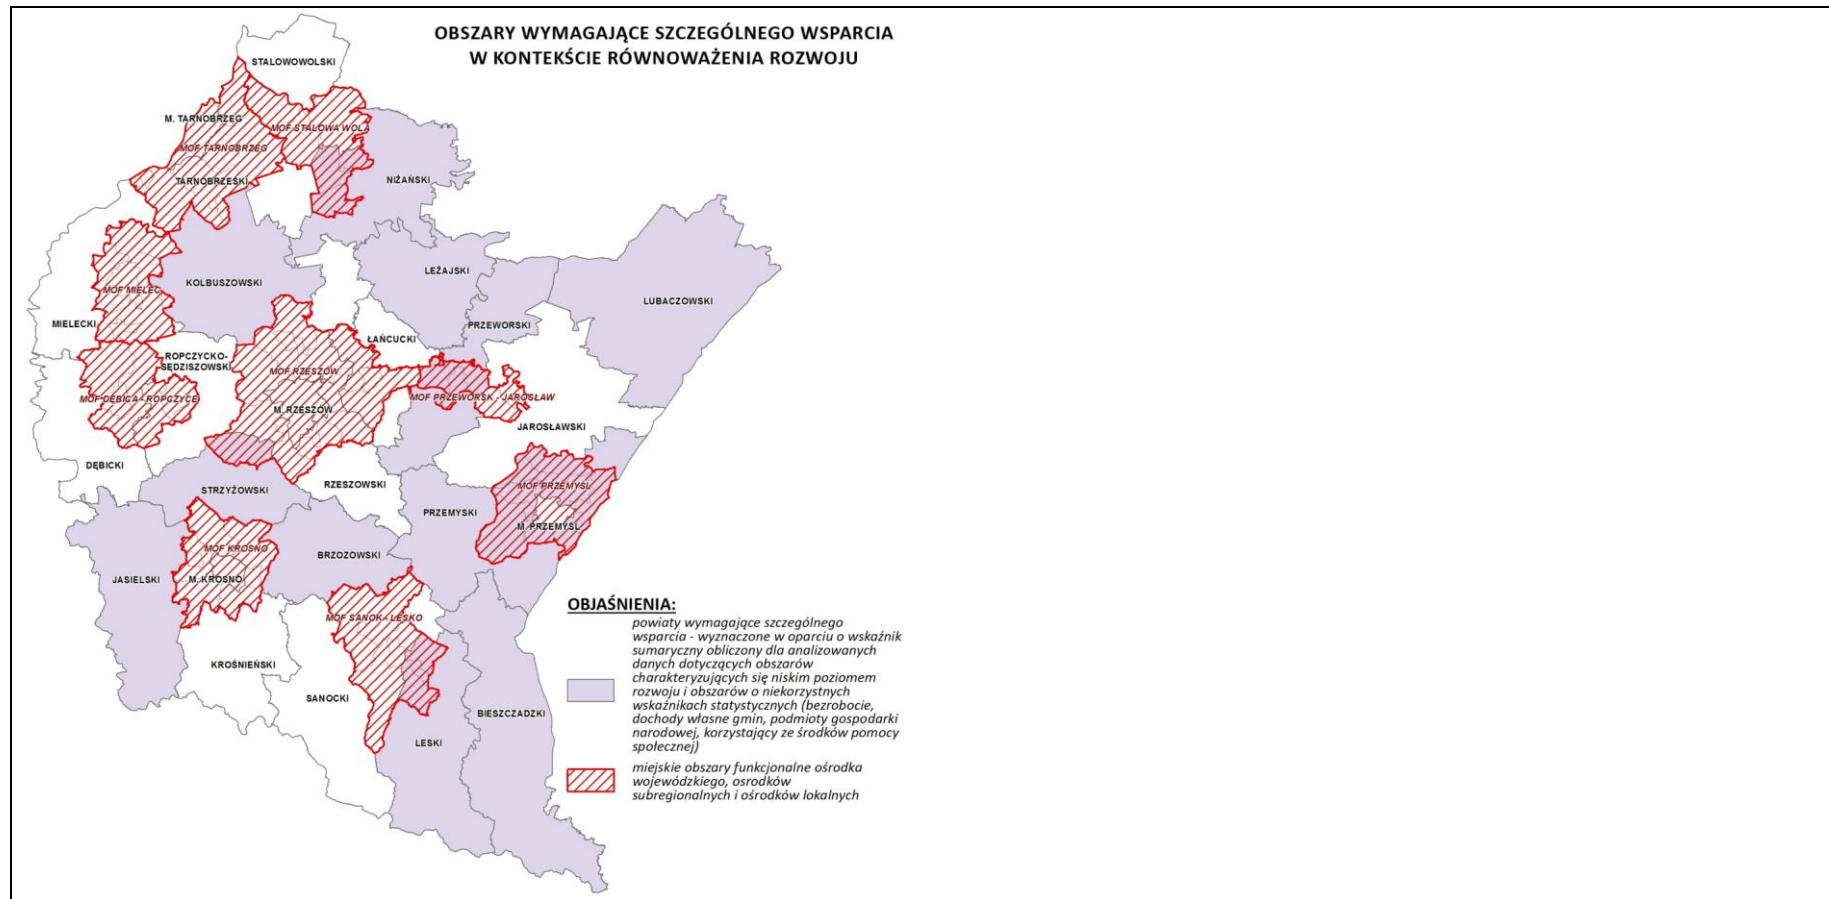 OBSZARY WYMAGAJĄCE SZCZEGÓLNEGO WSPARCIA
W KONTEKŚCIE RÓWNOWAŻENIA ROZWOJU
STALOWOWOLSKI
M. TARNOBRZEG
MOF STALOWA WOLA
MOF TARNOBRZEG
TARNOBRZESKI
NIŻAŃSKI
LEŻAJSKI
KOLBUSZOWSKI
MOF MIELEC
LUBACZOWSKI
MIELECKI
PRZEWORSKI
ŁAŃCUCKI
ROPCZYCKO-
SĘDZISZOWSKI
MOF RZESZÓW
MOF DĘBICA - ROPCZYCE
MOF PRZEWORSK - JAROSŁAW
M. RZESZÓW
JAROSŁAWSKI
DĘBICKI
RZESZOWSKI
MOF PRZEMYŚL
STRZYŻOWSKI
PRZEMYSKI
M. PRZEMYŚL
MOF KROSNO
BRZOZOWSKI
JASIELSKI
M. KROSNO
MOF SANOK - LESKO
KROŚNIEŃSKI
SANOCKI
BIESZCZADZKI
LESKI
OBJAŚNIENIA:
powiaty wymagające szczególnego
wsparcia - wyznaczone w oparciu o wskaźnik
sumaryczny obliczony dla analizowanych
danych dotyczących obszarów
charakteryzujących się niskim poziomem
rozwoju i obszarów o niekorzystnych
wskaźnikach statystycznych (bezrobocie,
dochody własne gmin, podmioty gospodarki
narodowej, korzystający ze środków pomocy
społecznej)
miejskie obszary funkcjonalne ośrodka
wojewódzkiego, osrodków
subregionalnych i ośrodków lokalnych